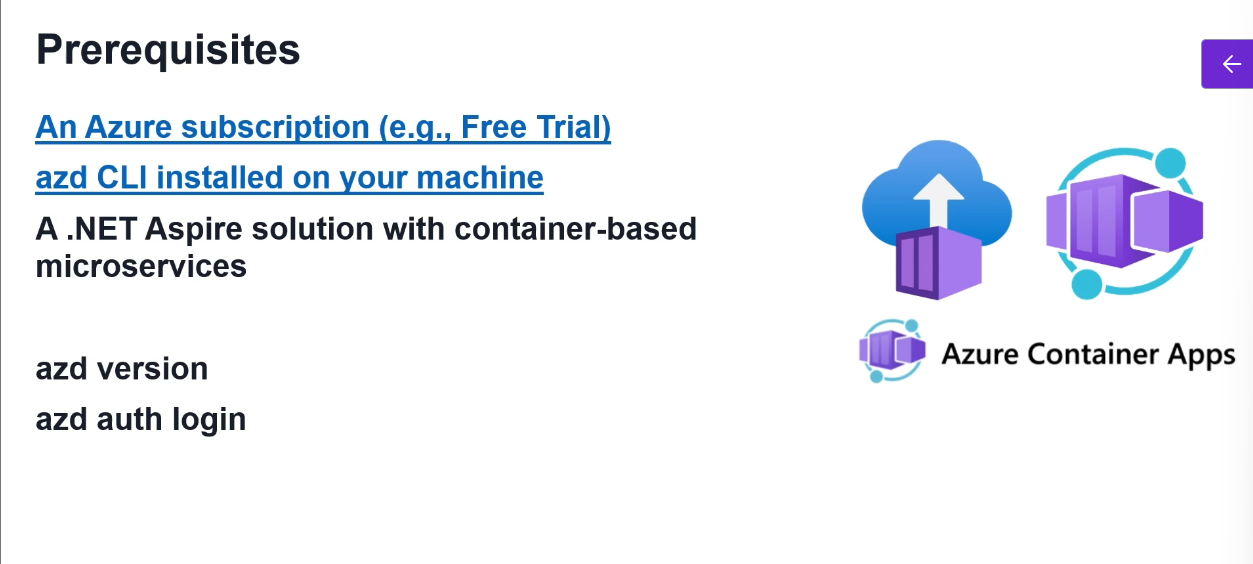 Prerequisites
An Azure subscription (e.g., Free Trial)
azd CLI installed on your machine
A .NET Aspire solution with container-based
microservices
azd version
azd auth login
Azure Container Apps